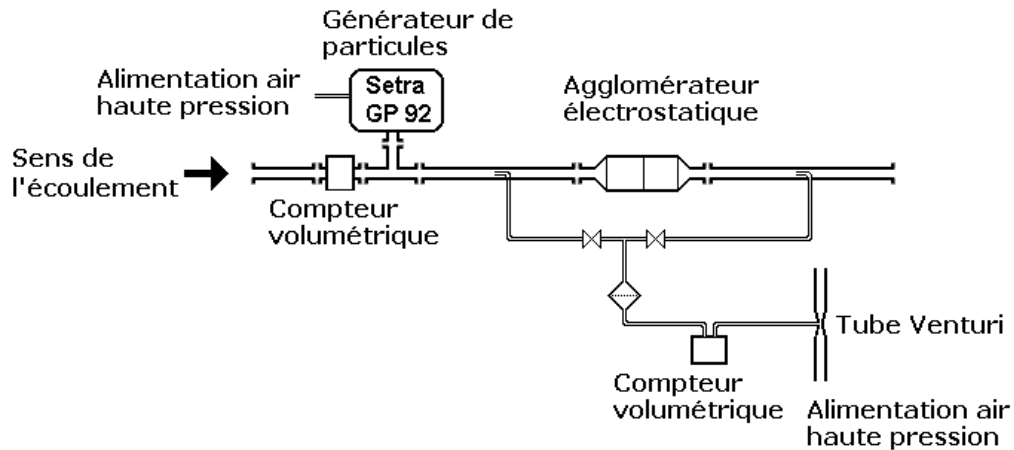 Générateur de
particules
Alimentation air
haute pression
Setra
GP 92
Agglomérateur
électrostatique
Sens de
l'écoulement
Compteur
volumétrique
Tube Venturi
Compteur
volumétrique
Alimentation air
haute pression